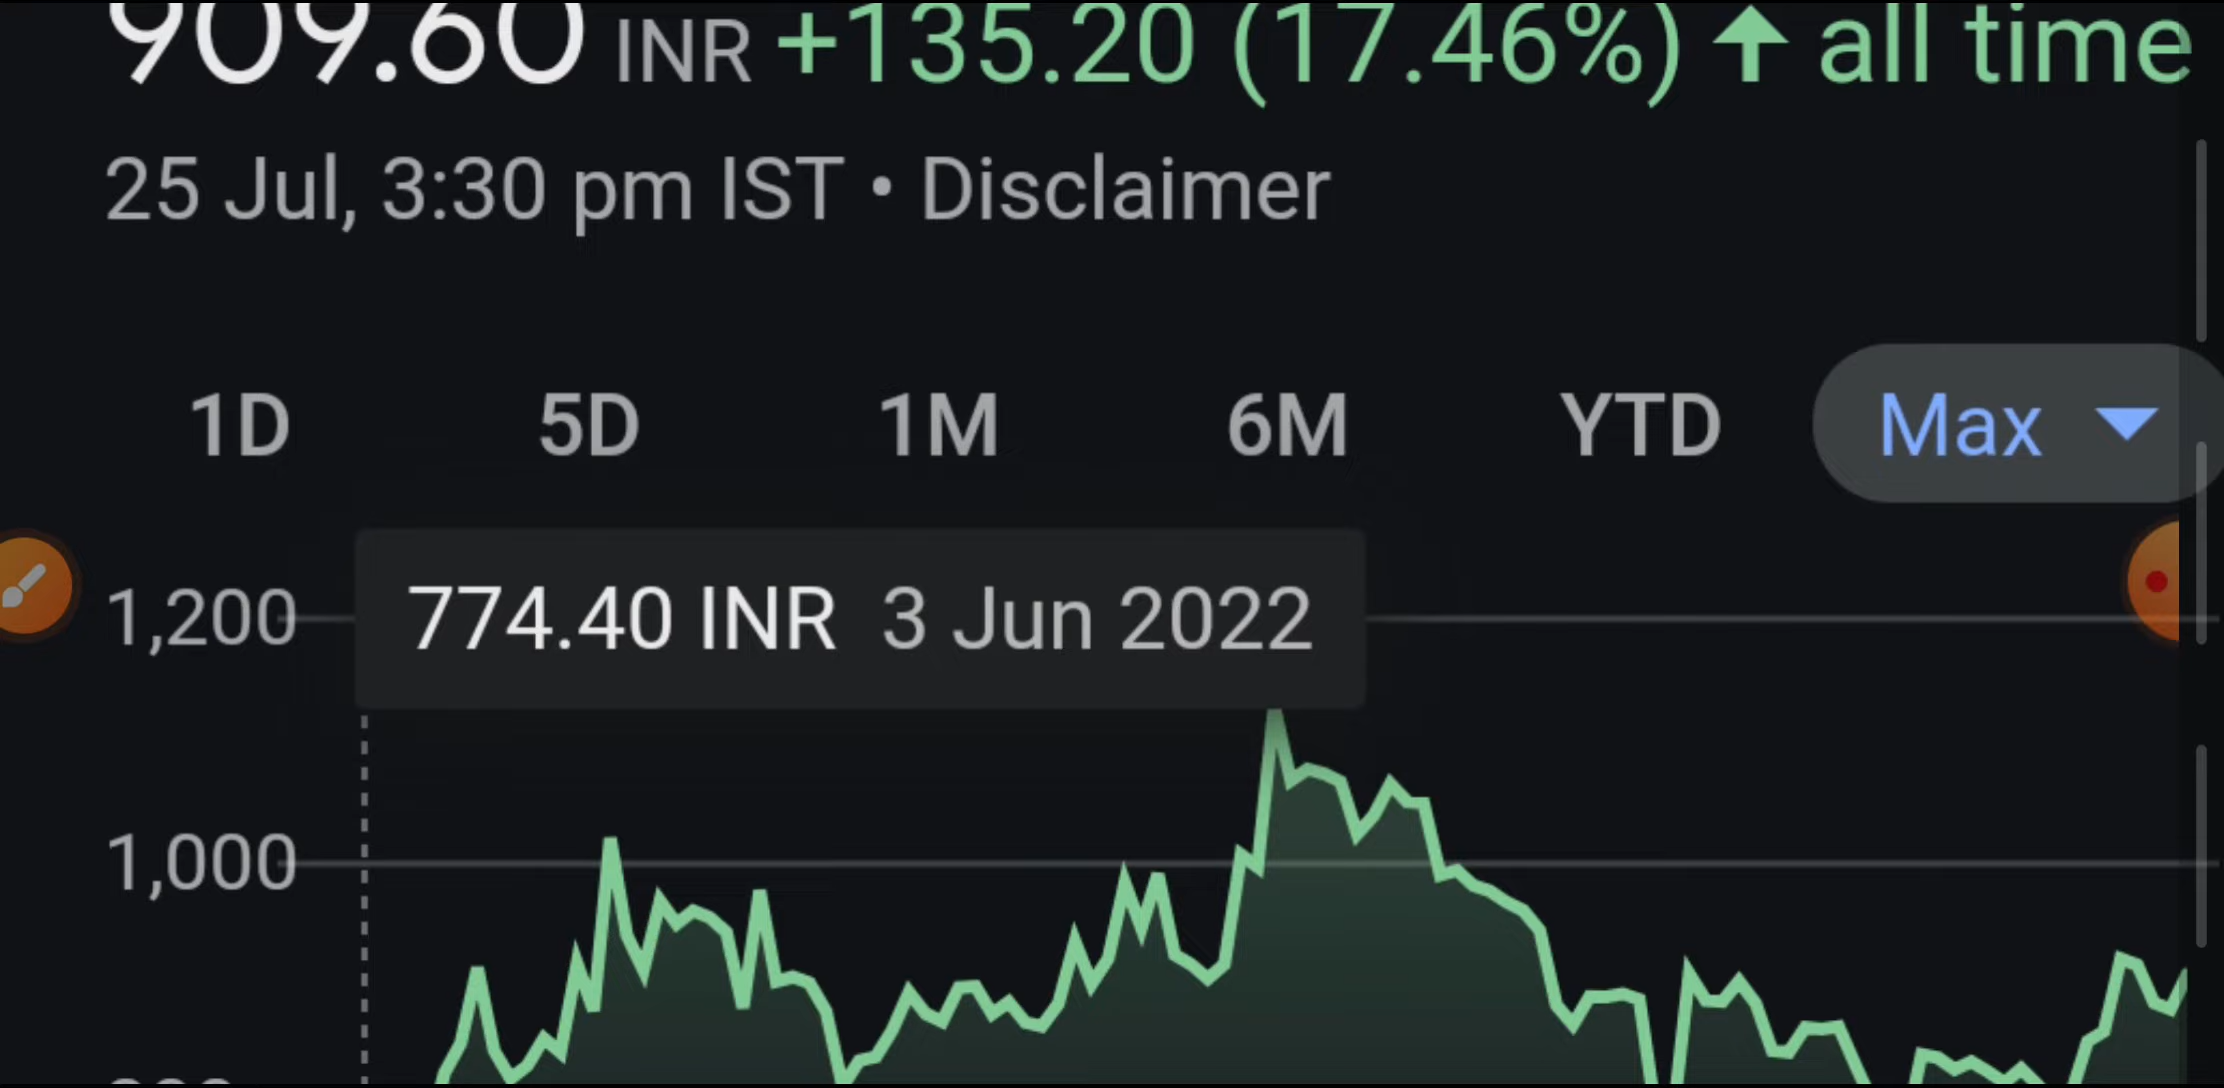 909.60 INR +135.20 (17.46%) ↑ all time
25 Jul, 3:30 pm IST • Disclaimer
1D 5D 1M 6M YTD Max
774.40 INR 3 Jun 2022
1,200
1,000